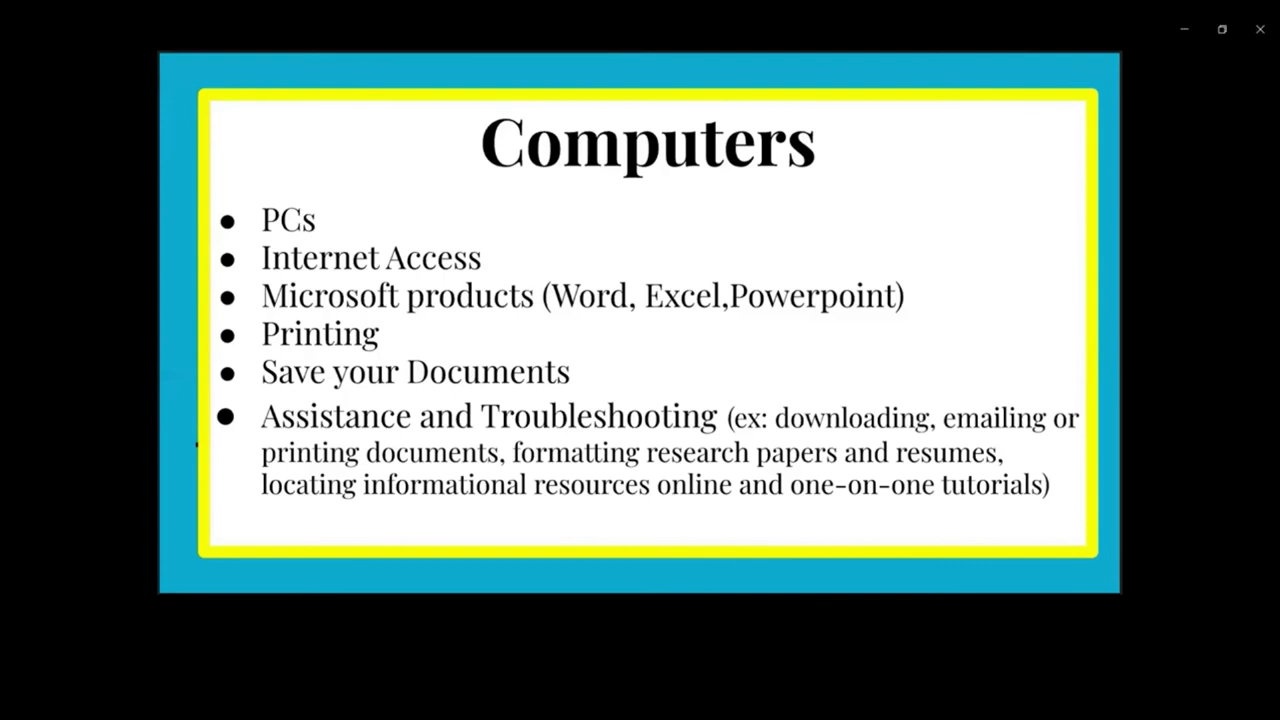 Computers
● PCs
● Internet Access
● Microsoft products (Word, Excel,Powerpoint)
● Printing
● Save your Documents
● Assistance and Troubleshooting (ex: downloading, emailing or
printing documents, formatting research papers and resumes,
locating informational resources online and one-on-one tutorials)